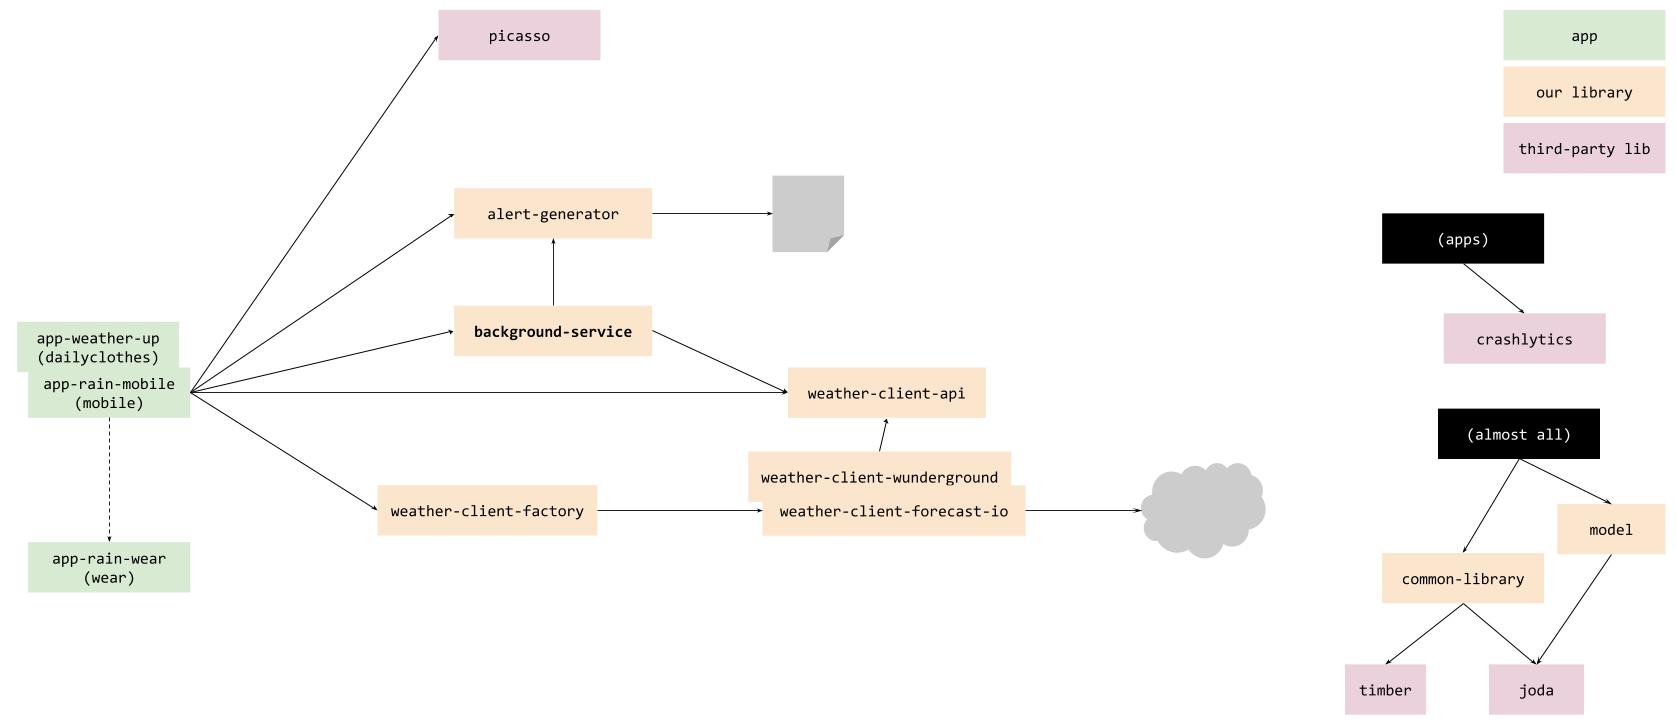 picasso
app
our library
third-party lib
alert-generator
(apps)
background-service
app-weather-up
(dailyclothes)
app-rain-mobile
(mobile)
crashlytics
weather-client-api
(almost all)
weather-client-wunderground
weather-client-factory
weather-client-forecast-io
model
app-rain-wear
(wear)
common-library
timber
joda